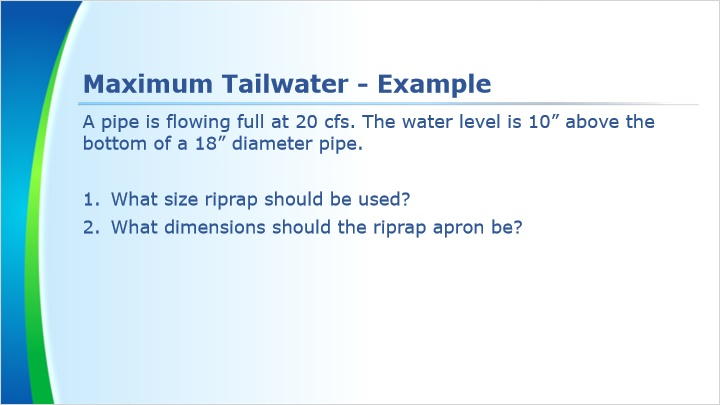 Maximum Tailwater - Example
A pipe is flowing full at 20 cfs. The water level is 10” above the
bottom of a 18” diameter pipe.
1. What size riprap should be used?
2. What dimensions should the riprap apron be?